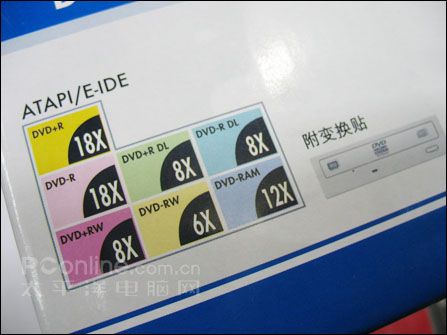 ATAPI/E-IDE
DVD+R
18X
DVD-R
18X
DVD+R DL
8X
DVD-R DL
8X
DVD+RW
8X
DVD-RW
6X
DVD-RAM
12X
附变换贴
DVD
PConline.com.cn
太平洋电脑网